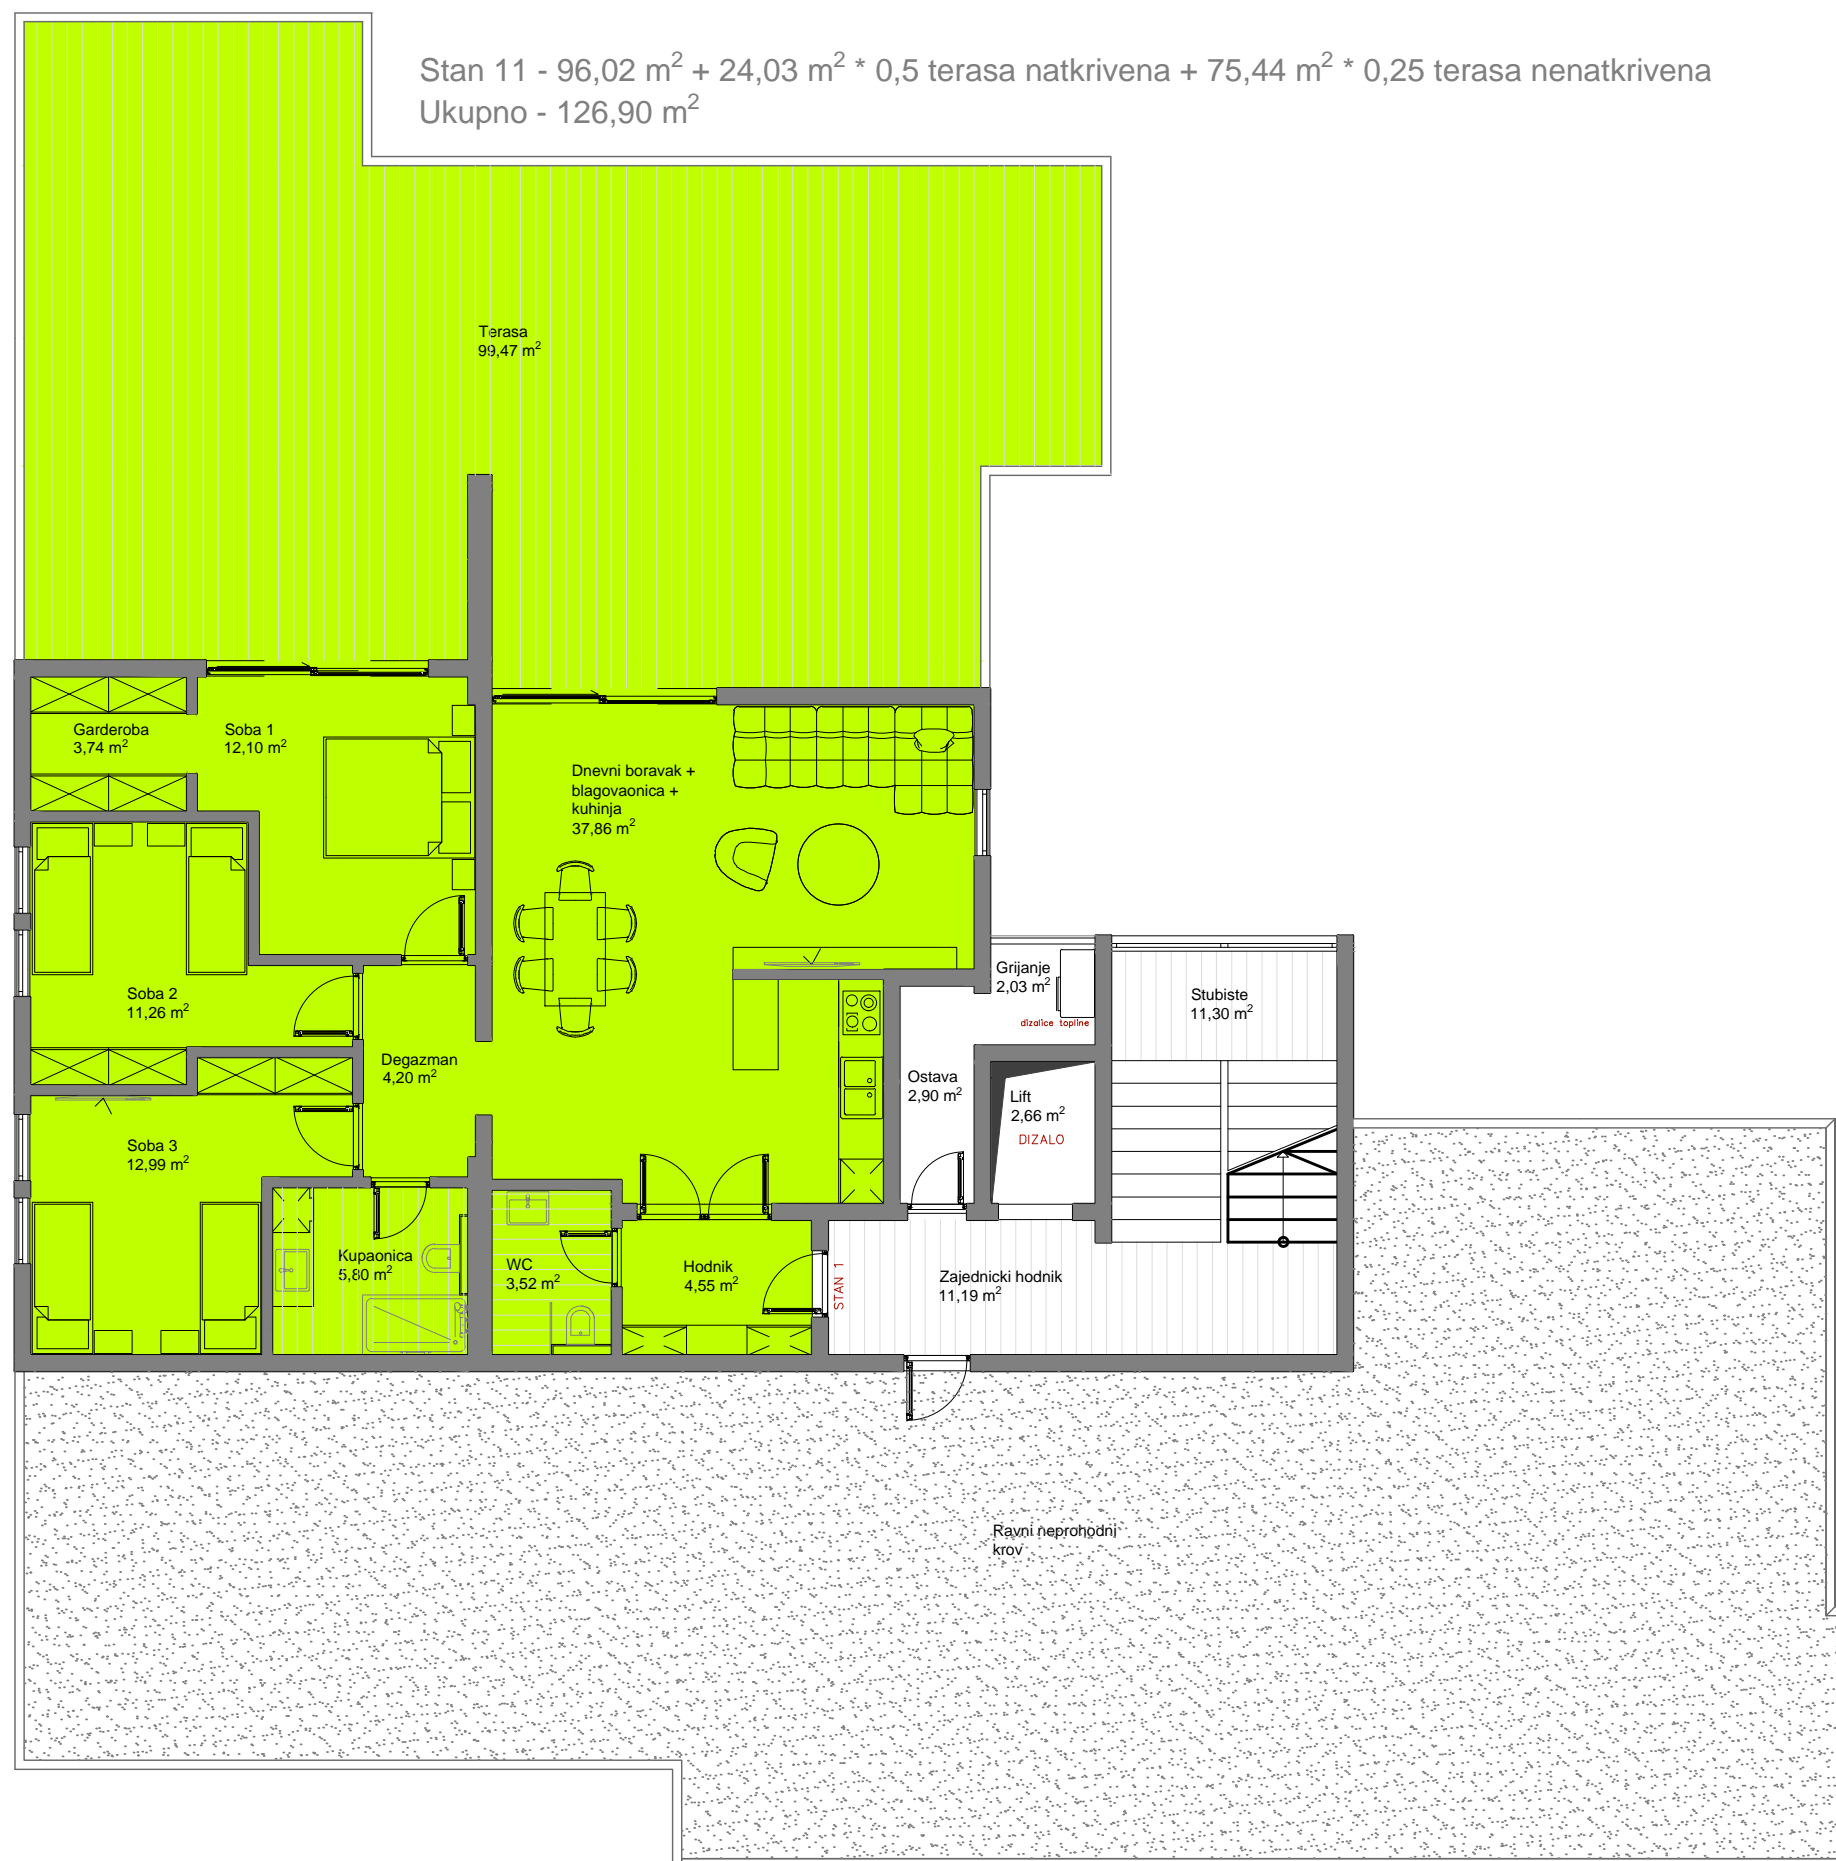 Stan 11 - 96,02 m² + 24,03 m² * 0,5 terasa natkrivena + 75,44 m² * 0,25 terasa nenatkrivena
Ukupno - 126,90 m²
Terasa
99,47 m²
Garderoba
3,74 m²
Soba 1
12,10 m²
Dnevni boravak +
blagovaonica +
kuhinja
37,86 m²
Soba 2
11,26 m²
Grijanje
2,03 m²
dizalice topline
Stubiste
11,30 m²
Degazman
4,20 m²
Ostava
2,90 m²
Lift
2,66 m²
DIZALO
Soba 3
12,99 m²
Kupaonica
5,80 m²
WC
3,52 m²
Hodnik
4,55 m²
STAN 1
Zajednicki hodnik
11,19 m²
Ravni neprohodni
krov